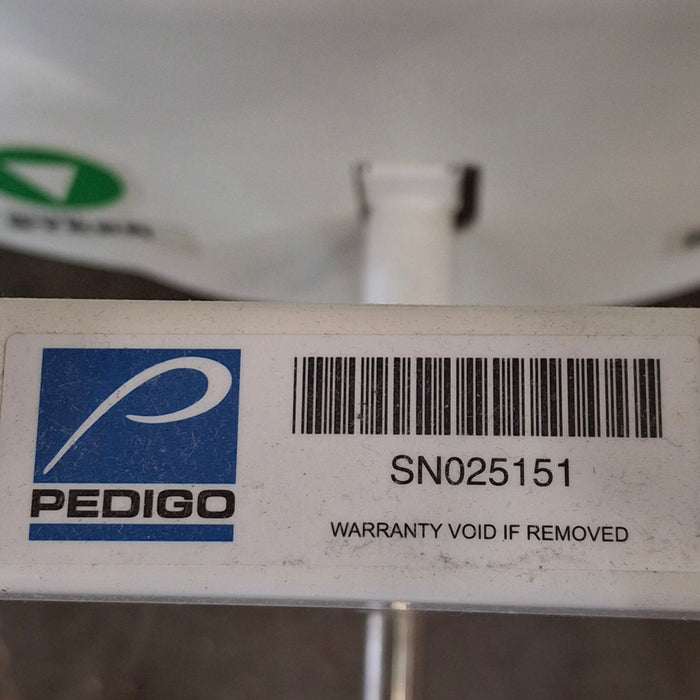 PEDIGO
SN025151
WARRANTY VOID IF REMOVED